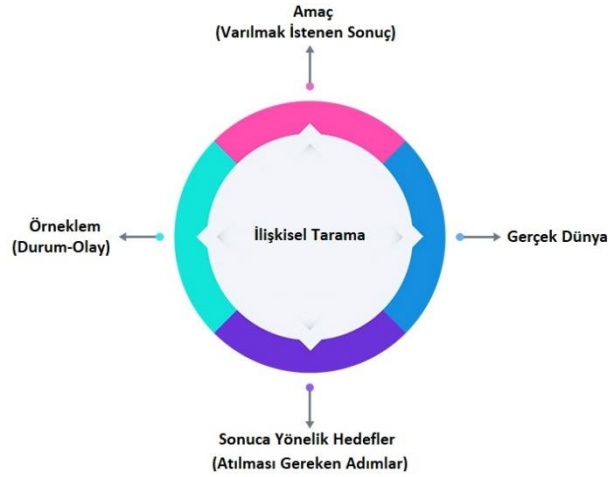 Amaç
(Varılmak İstenen Sonuç)
Örneklem
(Durum-Olay)
İlişkisel Tarama
Gerçek Dünya
Sonuca Yönelik Hedefler
(Atılması Gereken Adımlar)